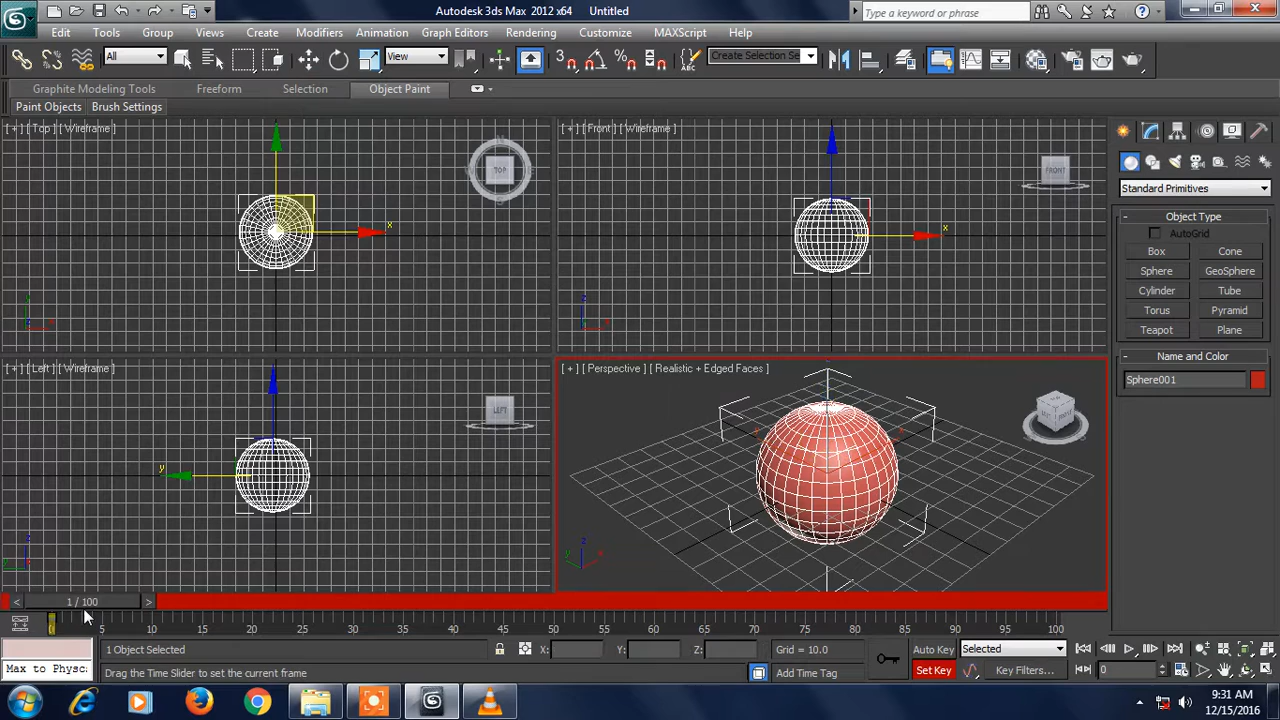 Autodesk 3ds Max 2012 x64 Untitled
Type a keyword or phrase
Edit Tools Group Views Create Modifiers Animation Graph Editors Rendering Customize MAXScript Help
All View Create Selection Se
Graphite Modeling Tools Freeform Selection Object Paint
Paint Objects Brush Settings
[ + ] [ Top ] [ Wireframe ]
TOP
x
[ + ] [ Front ] [ Wireframe ]
FRONT
x
Standard Primitives
- Object Type
AutoGrid
Box Cone
Sphere GeoSphere
Cylinder Tube
Torus Pyramid
Teapot Plane
- Name and Color
Sphere001
[ + ] [ Left ] [ Wireframe ]
LEFT
y
[ + ] [ Perspective ] [ Realistic + Edged Faces ]
z
y x
< 1 / 100 >
0 5 10 15 20 25 30 35 40 45 50 55 60 65 70 75 80 85 90 95 100
1 Object Selected X: Y: Z: Grid = 10.0 Auto Key Selected
Max to Physc Drag the Time Slider to set the current frame Add Time Tag Set Key Key Filters... 0
9:31 AM
12/15/2016